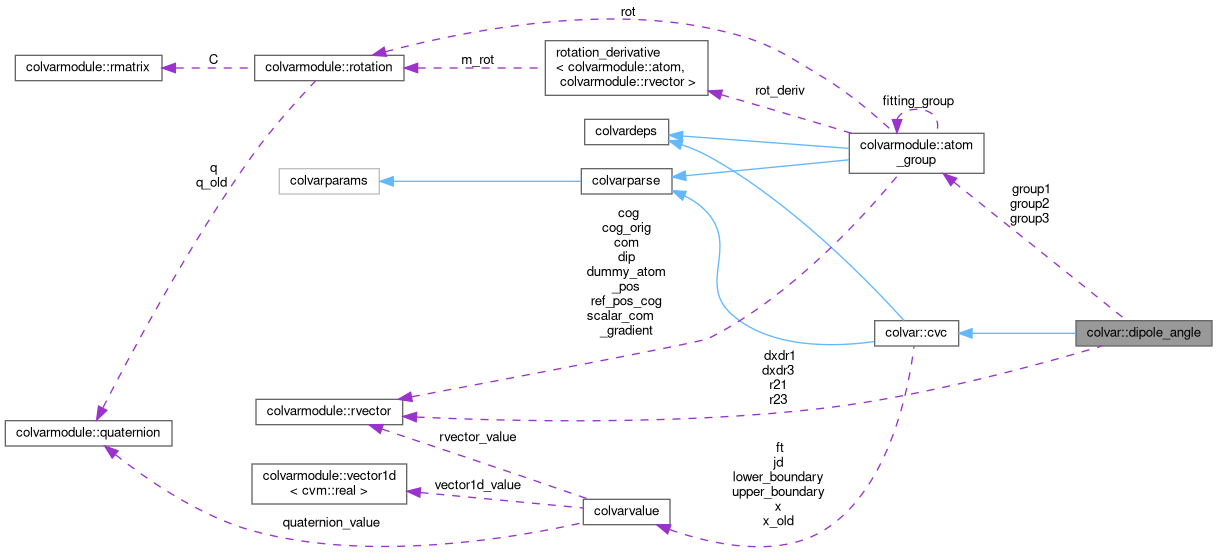 rot
colvarmodule::rmatrix
C
colvarmodule::rotation
m_rot
rotation_derivative
< colvarmodule::atom,
colvarmodule::rvector >
rot_deriv
fitting_group
colvardeps
colvarmodule::atom
_group
q
q_old
colvarparams
colvarparse
group1
group2
group3
cog
cog_orig
com
dip
dummy_atom
_pos
ref_pos_cog
scalar_com
_gradient
colvar::cvc
colvar::dipole_angle
dxdr1
dxdr3
r21
r23
colvarmodule::rvector
colvarmodule::quaternion
rvector_value
ft
jd
lower_boundary
upper_boundary
x
x_old
colvarmodule::vector1d
< cvm::real >
vector1d_value
colvarvalue
quaternion_value